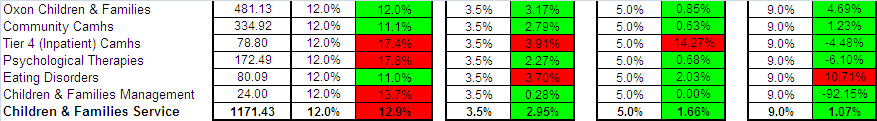 Oxon Children & Families 481.13 12.0% 12.0% 3.5% 3.17% 5.0% 0.85% 9.0% 4.69%
Community Camhs 334.92 12.0% 11.1% 3.5% 2.79% 5.0% 0.63% 9.0% 1.23%
Tier 4 (Inpatient) Camhs 78.80 12.0% 17.4% 3.5% 3.91% 5.0% 14.27% 9.0% -4.48%
Psychological Therapies 172.49 12.0% 17.8% 3.5% 2.27% 5.0% 0.68% 9.0% -6.10%
Eating Disorders 80.09 12.0% 11.0% 3.5% 3.70% 5.0% 2.03% 9.0% 10.71%
Children & Families Management 24.00 12.0% 13.7% 3.5% 0.28% 5.0% 0.00% 9.0% -92.15%
Children & Families Service 1171.43 12.0% 12.9% 3.5% 2.95% 5.0% 1.66% 9.0% 1.07%